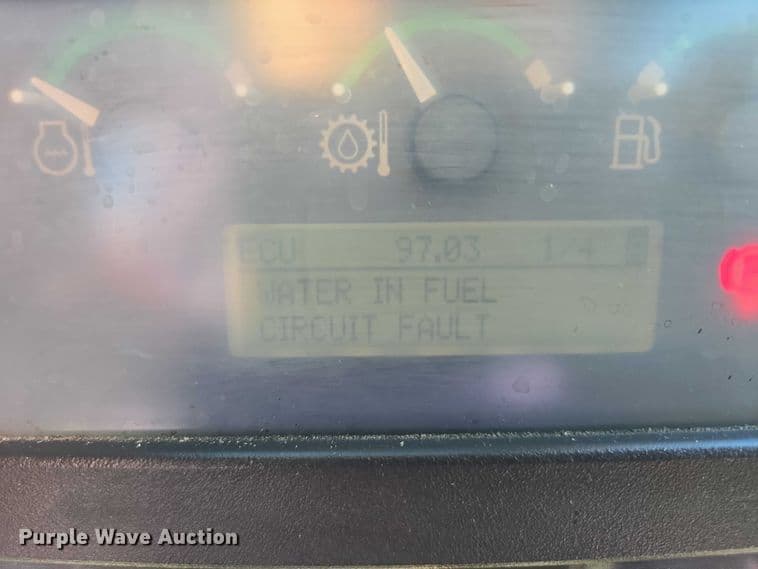 ECU 97.03 1/4
WATER IN FUEL
CIRCUIT FAULT
Purple Wave Auction